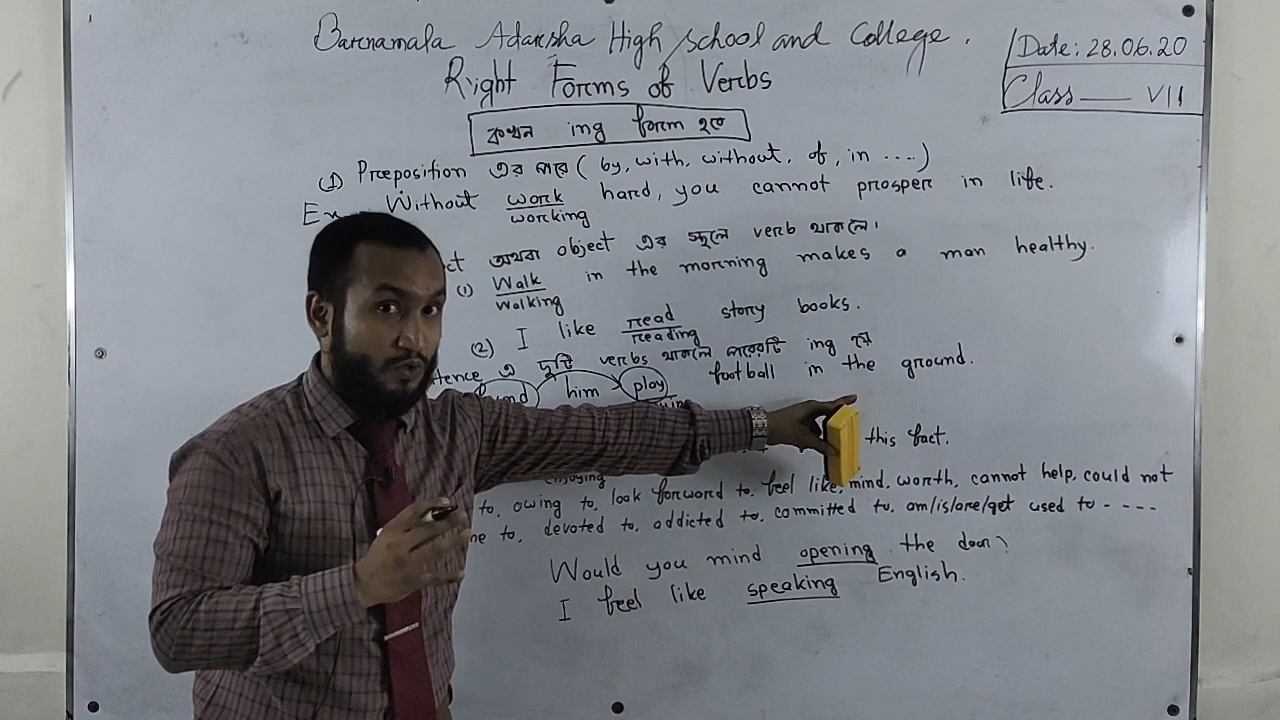 Barnamala Adarsha High School and College.
Date: 28.06.20
Right Forms of Verbs
Class — VII
কখন ing form হবে
① Preposition এর পরে ( by, with, without, of, in ....)
Ex Without work hard, you cannot prosper in life.
working
ct অথবা object এর স্থলে verb থাকলে।
(1) Walk in the morning makes a man healthy.
Walking
(2) I like read story books.
reading
tence এ দুটি verbs থাকলে পরেরটি ing হয়
him play football in the ground.
this fact.
enjoying
to, owing to, look forward to, feel like, mind, worth, cannot help, could not
me to, devoted to, addicted to, committed to, am/is/are/get used to - - - -
Would you mind opening the door?
I feel like speaking English.